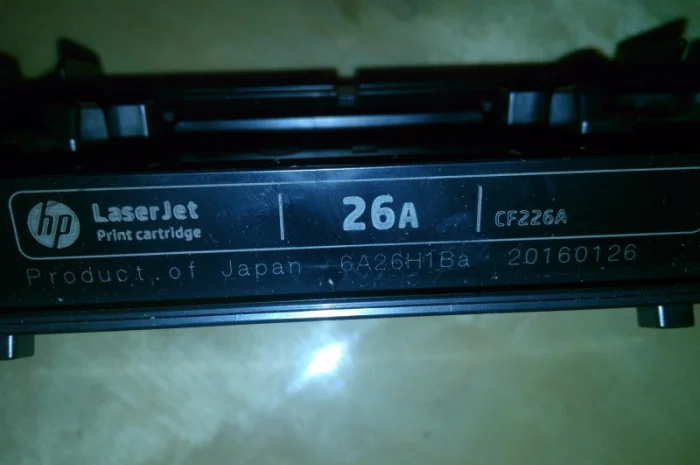 hp LaserJet 26A CF226A
Print cartridge
Product of Japan 6A26H1Ba 20160126